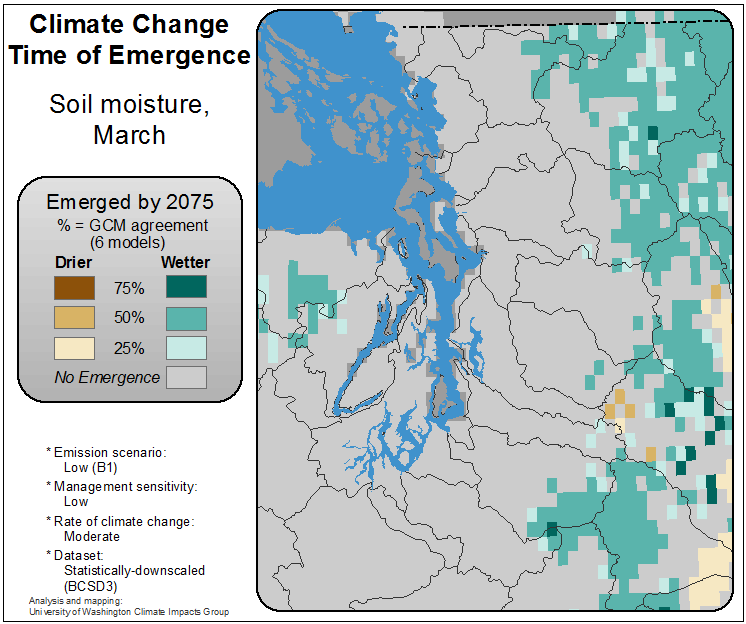 Climate Change
Time of Emergence
Soil moisture,
March
Emerged by 2075
% = GCM agreement
(6 models)
Drier Wetter
75%
50%
25%
No Emergence
* Emission scenario:
Low (B1)
* Management sensitivity:
Low
* Rate of climate change:
Moderate
* Dataset:
Statistically-downscaled
(BCSD3)
Analysis and mapping:
University of Washington Climate Impacts Group